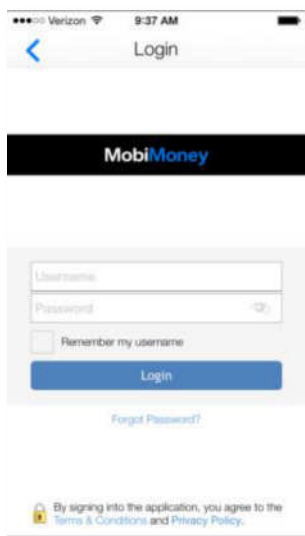 Verizon 9:37 AM
Login
MobiMoney
Username
Password
Remember my username
Login
Forgot Password?
By signing into the application, you agree to the
Terms & Conditions and Privacy Policy.